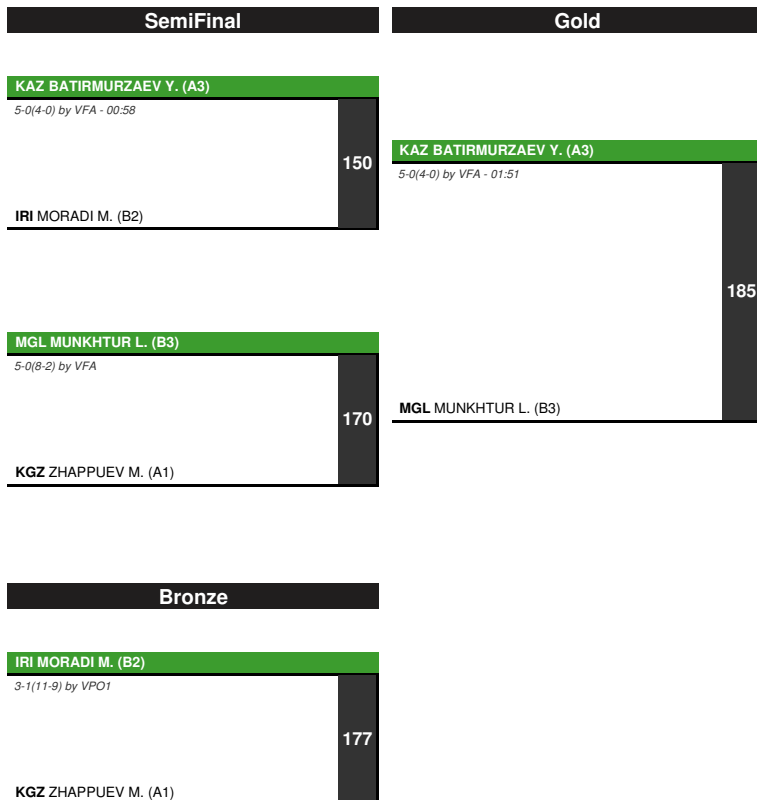 SemiFinal
Gold
KAZ BATIRMURZAEV Y. (A3)
5-0(4-0) by VFA - 00:58
150
IRI MORADI M. (B2)
KAZ BATIRMURZAEV Y. (A3)
5-0(4-0) by VFA - 01:51
185
MGL MUNKHTUR L. (B3)
MGL MUNKHTUR L. (B3)
5-0(8-2) by VFA
170
KGZ ZHAPPUEV M. (A1)
Bronze
IRI MORADI M. (B2)
3-1(11-9) by VPO1
177
KGZ ZHAPPUEV M. (A1)